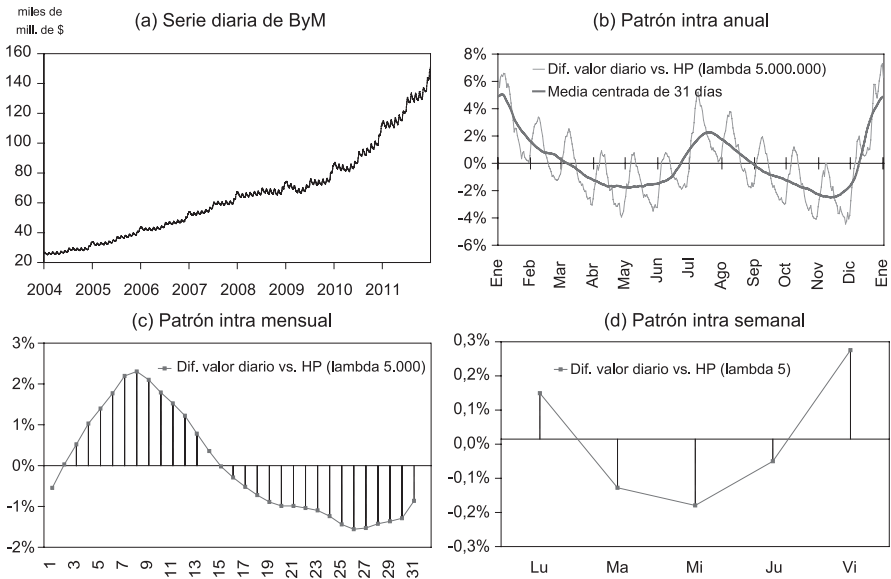 miles de
mill. de $
(a) Serie diaria de ByM
160
140
120
100
80
60
40
20
2004
2005
2006
2007
2008
2009
2010
2011
(b) Patrón intra anual
8%
6%
4%
2%
0%
-2%
-4%
-6%
Dif. valor diario vs. HP (lambda 5.000.000)
Media centrada de 31 días
Ene
Feb
Mar
Abr
May
Jun
Jul
Ago
Sep
Oct
Nov
Dic
Ene
(c) Patrón intra mensual
3%
2%
1%
0%
-1%
-2%
Dif. valor diario vs. HP (lambda 5.000)
1
3
5
7
9
11
13
15
17
19
21
23
25
27
29
31
(d) Patrón intra semanal
0,3%
0,2%
0,1%
0,0%
-0,1%
-0,2%
-0,3%
Dif. valor diario vs. HP (lambda 5)
Lu
Ma
Mi
Ju
Vi